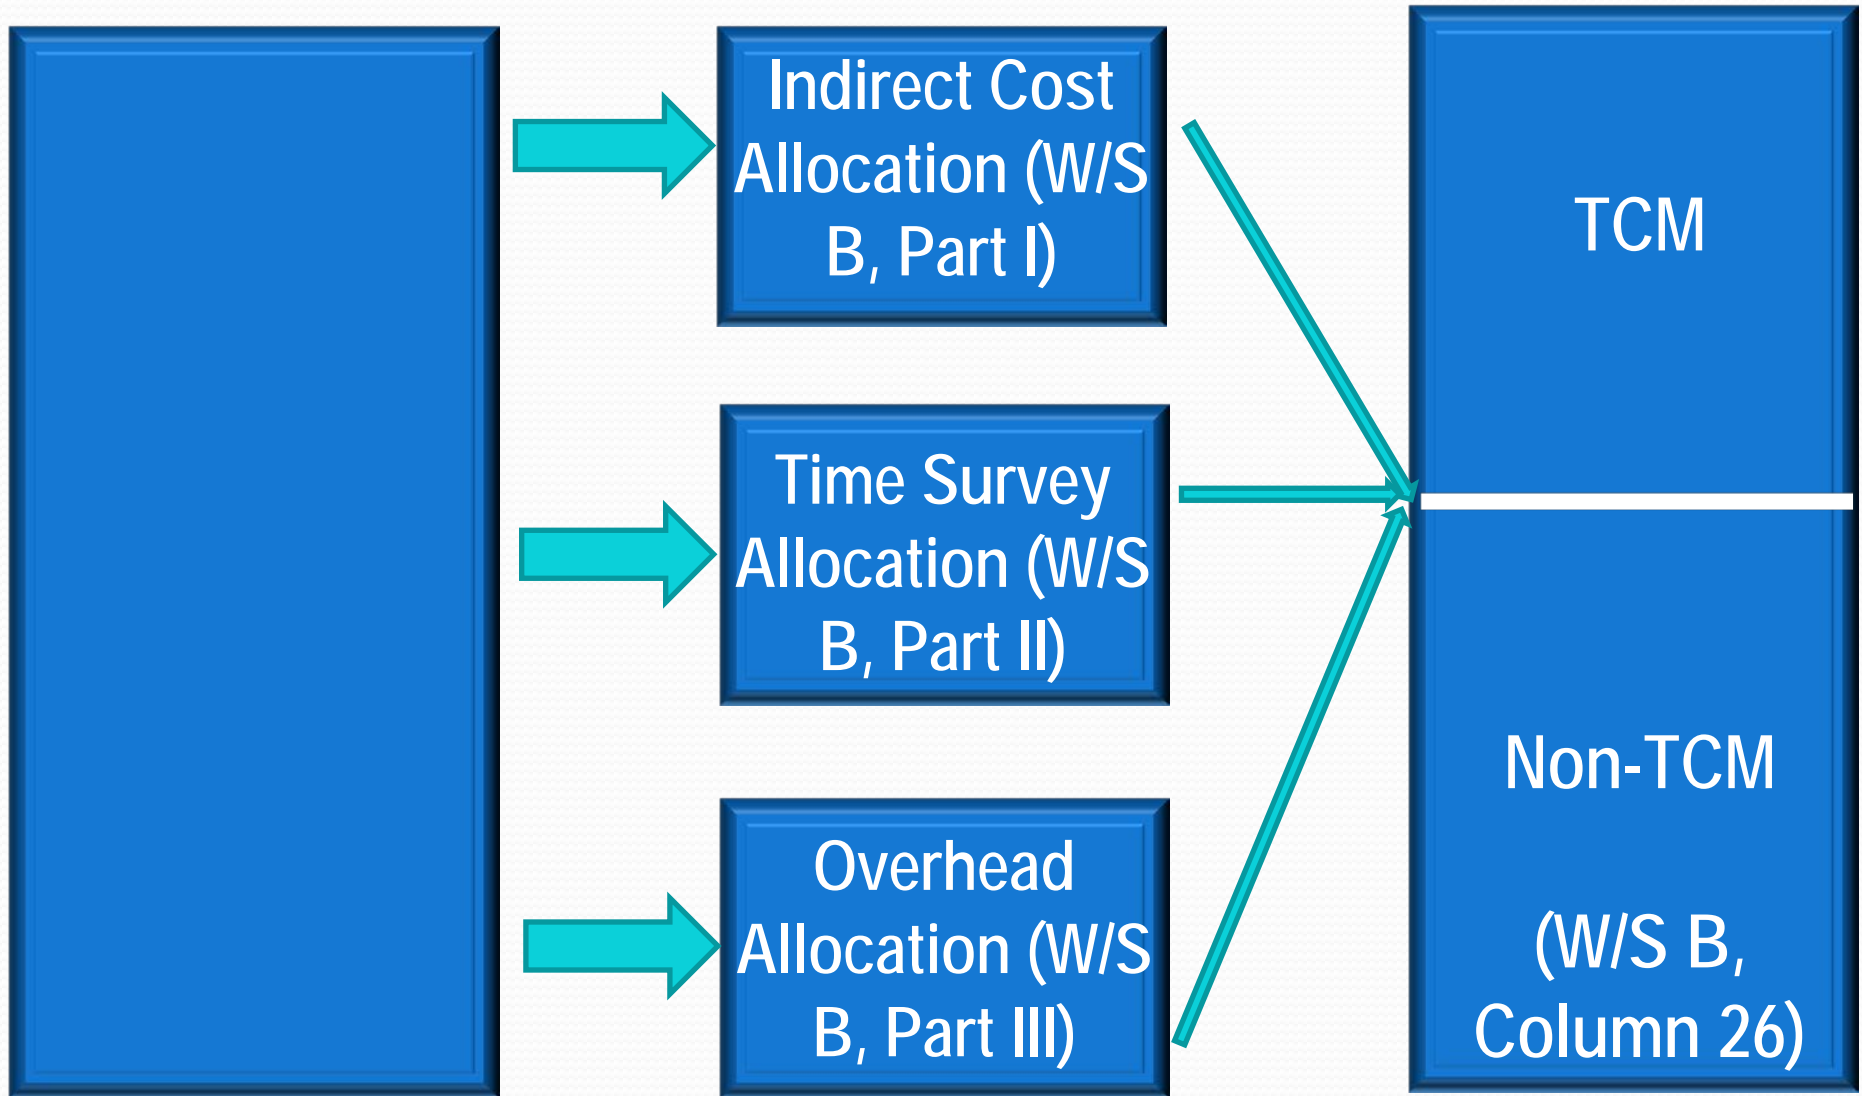 Indirect Cost
Allocation (W/S
B, Part I)
Time Survey
Allocation (W/S
B, Part II)
Overhead
Allocation (W/S
B, Part III)
TCM
Non-TCM
(W/S B,
Column 26)